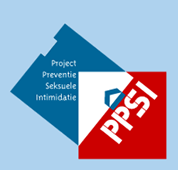 Project
Preventie
Seksuele
Intimidatie
PPSI